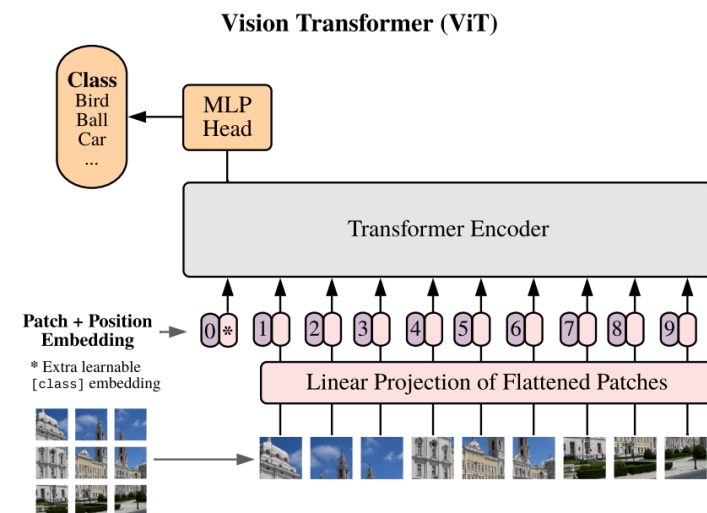 Vision Transformer (ViT)
Class
Bird
Ball
Car
...
MLP
Head
Transformer Encoder
Patch + Position
Embedding
0 * 1 2 3 4 5 6 7 8 9
* Extra learnable
[class] embedding
Linear Projection of Flattened Patches